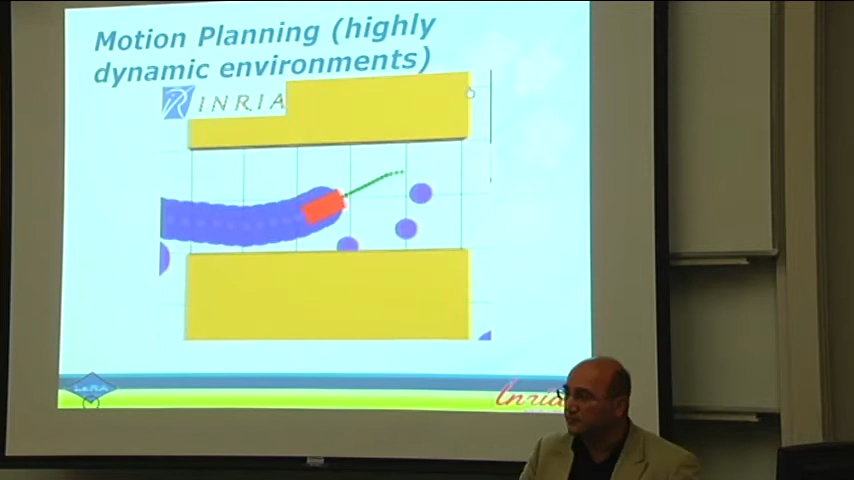 Motion Planning (highly
dynamic environments)
INRIA
LARA
Inria